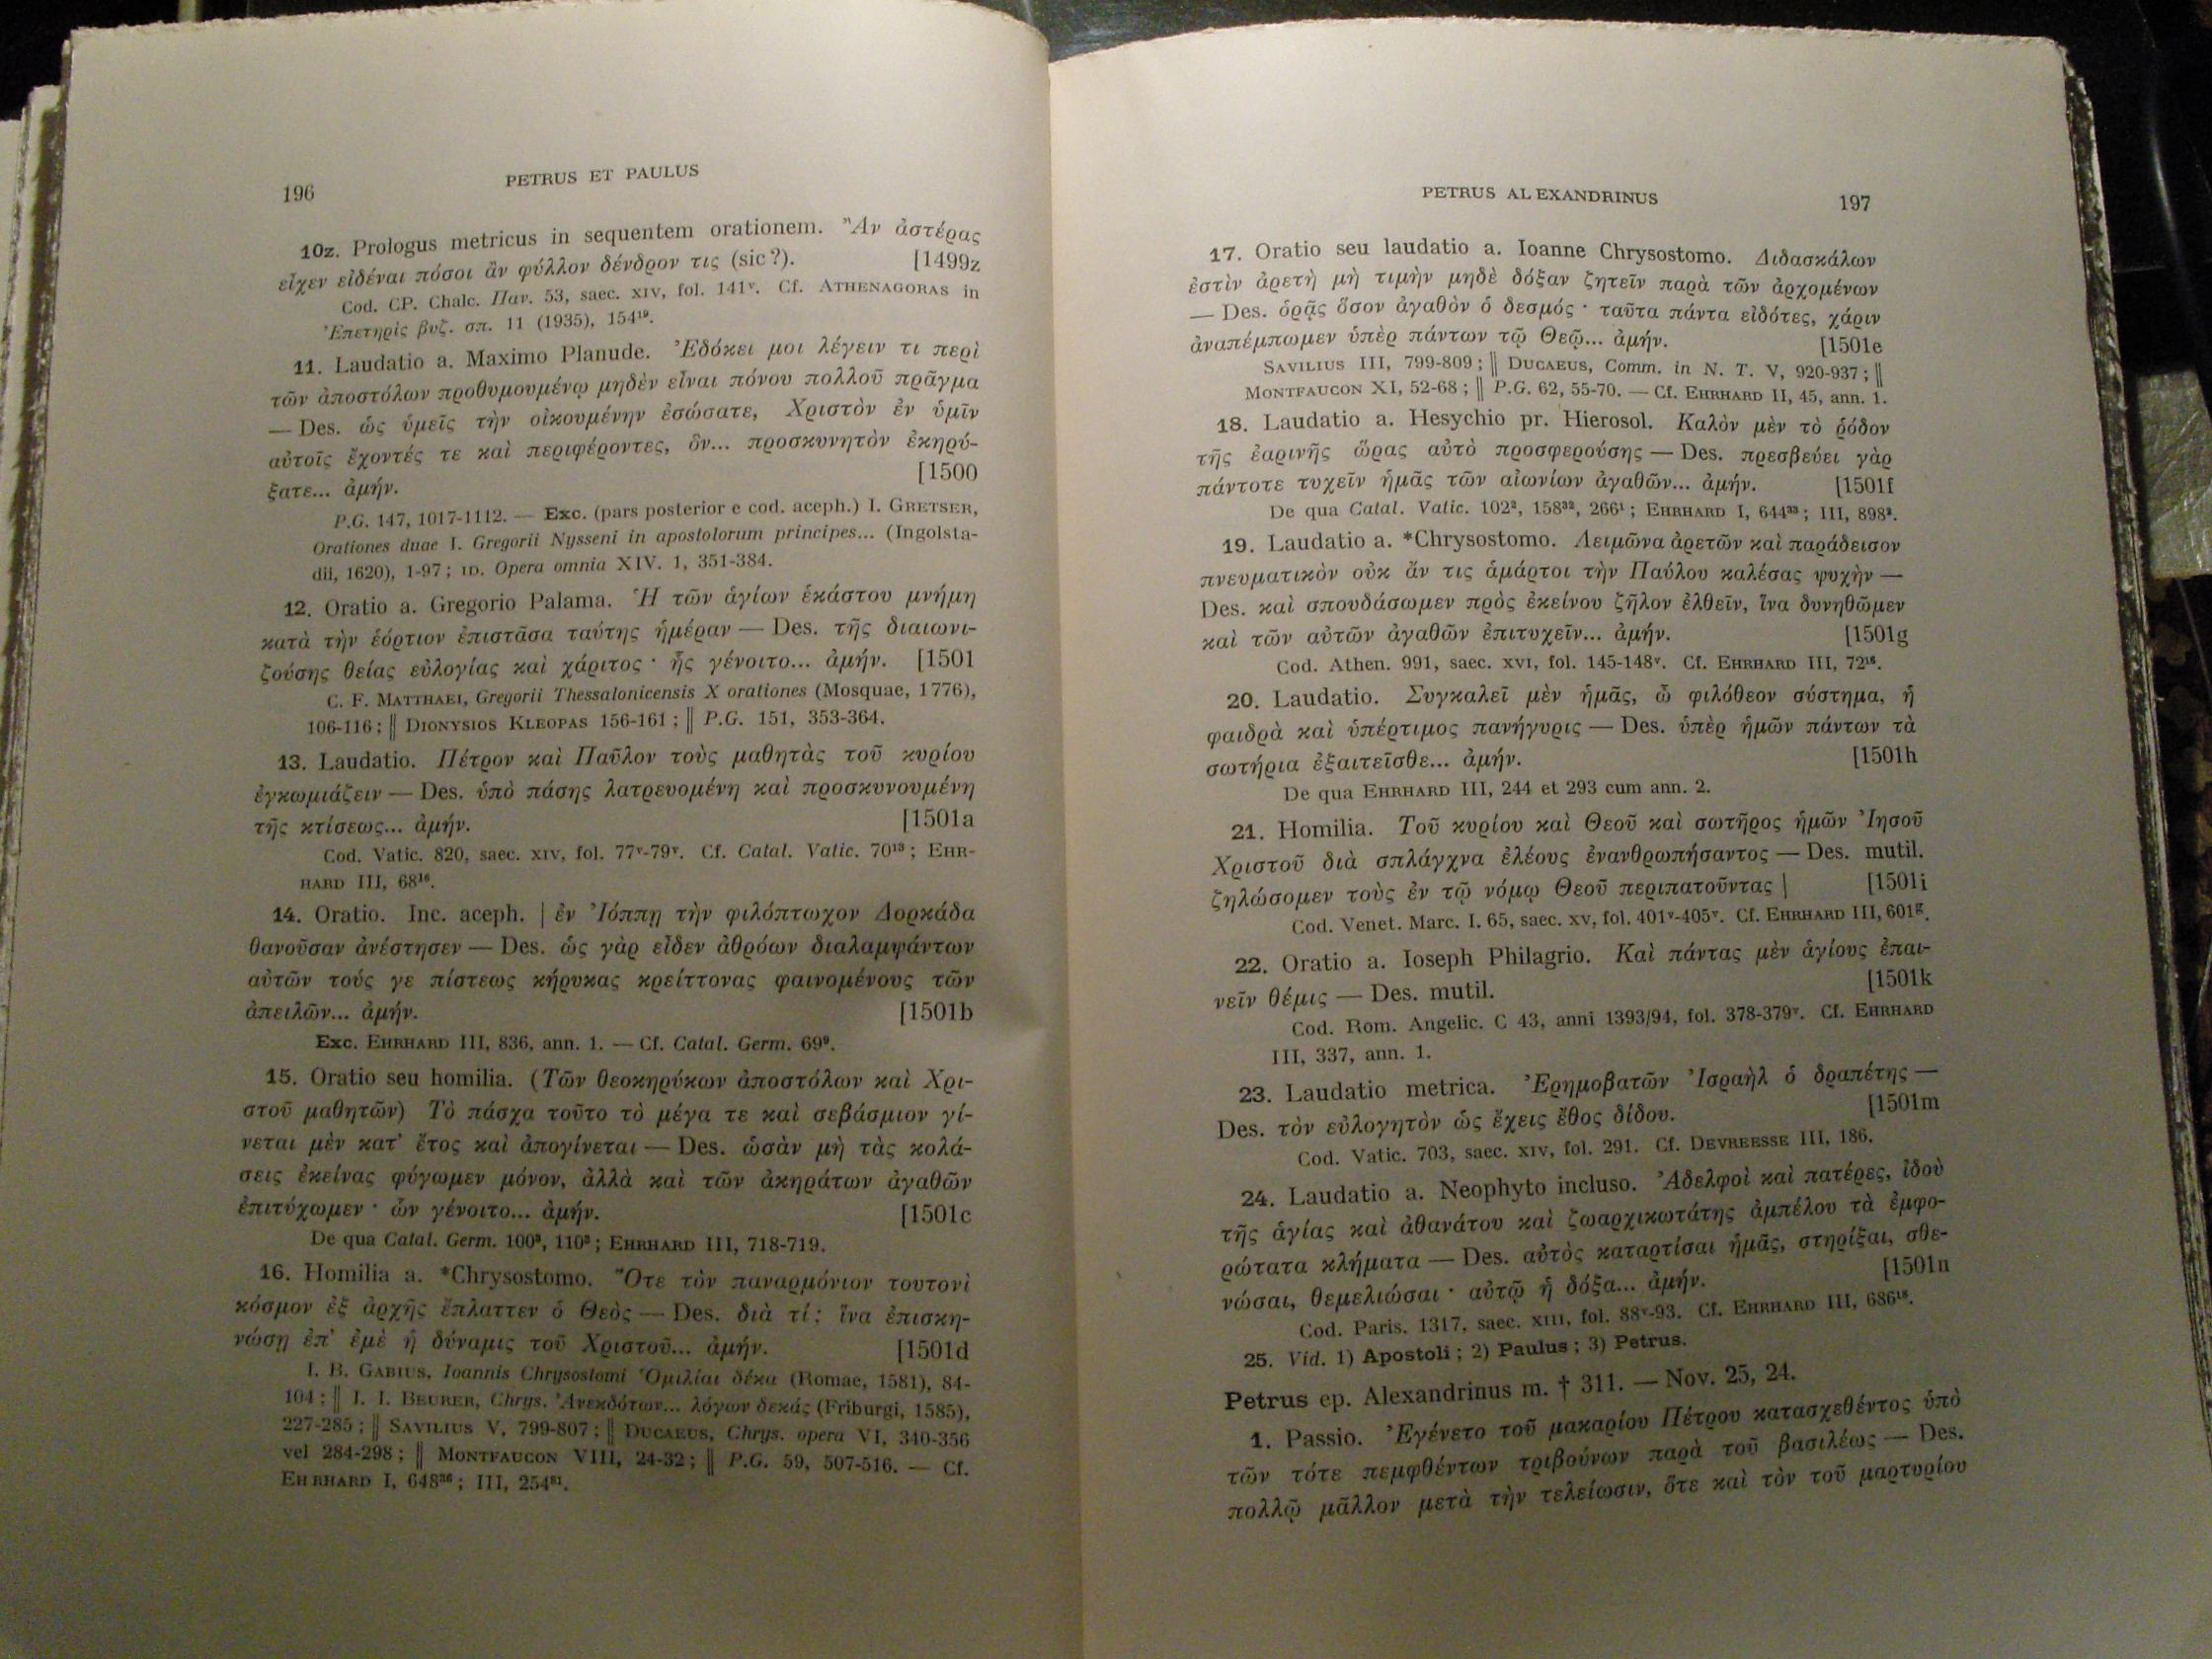 196
PETRUS ET PAULUS
10z. Prologus metricus in sequentem orationem. Ἂν ἀστέρας
εἶχεν εἰδέναι πόσοι ἂν φύλλον δένδρον τις (sic ?). [1499z
Cod. CP. Chalc. Παν. 53, saec. XIV, fol. 141ᵛ. Cf. ATHENAGORAS in
Ἐπετηρὶς βυζ. σπ. 11 (1935), 154¹⁹.
11. Laudatio a. Maximo Planude. Ἐδόκει μοι λέγειν τι περὶ
τῶν ἀποστόλων προθυμουμένῳ μηδὲν εἶναι πόνου πολλοῦ πρᾶγμα
— Des. ὡς ὑμεῖς τὴν οἰκουμένην ἐσώσατε, Χριστὸν ἐν ὑμῖν
αὐτοῖς ἔχοντές τε καὶ περιφέροντες, ὃν... προσκυνητὸν ἐκηρύ-
ξατε... ἀμήν. [1500
P.G. 147, 1017-1112. — Exc. (pars posterior e cod. aceph.) I. GRETSER,
Orationes duae I. Gregorii Nysseni in apostolorum principes... (Ingolsta-
dii, 1620), 1-97 ; ID. Opera omnia XIV. 1, 351-384.
12. Oratio a. Gregorio Palama. Ἡ τῶν ἁγίων ἑκάστου μνήμη
κατὰ τὴν ἑόρτιον ἐπιστᾶσα ταύτης ἡμέραν — Des. τῆς διαιωνι-
ζούσης θείας εὐλογίας καὶ χάριτος · ἧς γένοιτο... ἀμήν. [1501
C. F. MATTHAEI, Gregorii Thessalonicensis X orationes (Mosquae, 1776),
106-116 ; ‖ DIONYSIOS KLEOPAS 156-161 ; ‖ P.G. 151, 353-364.
13. Laudatio. Πέτρον καὶ Παῦλον τοὺς μαθητὰς τοῦ κυρίου
ἐγκωμιάζειν — Des. ὑπὸ πάσης λατρευομένη καὶ προσκυνουμένη
τῆς κτίσεως... ἀμήν. [1501a
Cod. Vatic. 820, saec. XIV, fol. 77ᵛ-79ᵛ. Cf. Catal. Vatic. 70¹³ ; EHR-
HARD III, 68¹⁶.
14. Oratio. Inc. aceph. | ἐν Ἰόππῃ τὴν φιλόπτωχον Δορκάδα
θανοῦσαν ἀνέστησεν — Des. ὡς γὰρ εἶδεν ἀθρόων διαλαμψάντων
αὐτῶν τούς γε πίστεως κήρυκας κρείττονας φαινομένους τῶν
ἀπειλῶν... ἀμήν. [1501b
Exc. EHRHARD III, 836, ann. 1. — Cf. Catal. Germ. 69⁹.
15. Oratio seu homilia. (Τῶν θεοκηρύκων ἀποστόλων καὶ Χρι-
στοῦ μαθητῶν) Τὸ πάσχα τοῦτο τὸ μέγα τε καὶ σεβάσμιον γί-
νεται μὲν κατ' ἔτος καὶ ἀπογίνεται — Des. ὡσὰν μὴ τὰς κολά-
σεις ἐκείνας φύγωμεν μόνον, ἀλλὰ καὶ τῶν ἀκηράτων ἀγαθῶν
ἐπιτύχωμεν · ὧν γένοιτο... ἀμήν. [1501c
De qua Catal. Germ. 100³, 110³ ; EHRHARD III, 718-719.
16. Homilia a. *Chrysostomo. Ὅτε τὸν παναρμόνιον τουτονὶ
κόσμον ἐξ ἀρχῆς ἔπλαττεν ὁ Θεὸς — Des. διὰ τί ; ἵνα ἐπισκη-
νώσῃ ἐπ' ἐμὲ ἡ δύναμις τοῦ Χριστοῦ... ἀμήν. [1501d
I. B. GABIUS, Ioannis Chrysostomi Ὁμιλίαι δέκα (Romae, 1581), 84-
104 ; ‖ I. I. BEURER, Chrys. Ἀνεκδότων... λόγων δεκάς (Friburgi, 1585),
227-285 ; ‖ SAVILIUS V, 799-807 ; ‖ DUCAEUS, Chrys. opera VI, 340-356
vel 284-298 ; ‖ MONTFAUCON VIII, 24-32 ; ‖ P.G. 59, 507-516. — Cf.
EHRHARD I, 648³⁶ ; III, 254⁸¹.
PETRUS ALEXANDRINUS
197
17. Oratio seu laudatio a. Ioanne Chrysostomo. Διδασκάλων
ἐστὶν ἀρετὴ μὴ τιμὴν μηδὲ δόξαν ζητεῖν παρὰ τῶν ἀρχομένων
— Des. ὁρᾷς ὅσον ἀγαθὸν ὁ δεσμός · ταῦτα πάντα εἰδότες, χάριν
ἀναπέμπωμεν ὑπὲρ πάντων τῷ Θεῷ... ἀμήν. [1501e
SAVILIUS III, 799-809 ; ‖ DUCAEUS, Comm. in N. T. V, 920-937 ; ‖
MONTFAUCON XI, 52-68 ; ‖ P.G. 62, 55-70. — Cf. EHRHARD II, 45, ann. 1.
18. Laudatio a. Hesychio pr. Hierosol. Καλὸν μὲν τὸ ῥόδον
τῆς ἐαρινῆς ὥρας αὐτὸ προσφερούσης — Des. πρεσβεύει γὰρ
πάντοτε τυχεῖν ἡμᾶς τῶν αἰωνίων ἀγαθῶν... ἀμήν. [1501f
De qua Catal. Vatic. 102², 158³², 266¹ ; EHRHARD I, 644³³ ; III, 898².
19. Laudatio a. *Chrysostomo. Λειμῶνα ἀρετῶν καὶ παράδεισον
πνευματικὸν οὐκ ἄν τις ἁμάρτοι τὴν Παύλου καλέσας ψυχὴν —
Des. καὶ σπουδάσωμεν πρὸς ἐκείνου ζῆλον ἐλθεῖν, ἵνα δυνηθῶμεν
καὶ τῶν αὐτῶν ἀγαθῶν ἐπιτυχεῖν... ἀμήν. [1501g
Cod. Athen. 991, saec. XVI, fol. 145-148ᵛ. Cf. EHRHARD III, 72¹⁶.
20. Laudatio. Συγκαλεῖ μὲν ἡμᾶς, ὦ φιλόθεον σύστημα, ἡ
φαιδρὰ καὶ ὑπέρτιμος πανήγυρις — Des. ὑπὲρ ἡμῶν πάντων τὰ
σωτήρια ἐξαιτεῖσθε... ἀμήν. [1501h
De qua EHRHARD III, 244 et 293 cum ann. 2.
21. Homilia. Τοῦ κυρίου καὶ Θεοῦ καὶ σωτῆρος ἡμῶν Ἰησοῦ
Χριστοῦ διὰ σπλάγχνα ἐλέους ἐνανθρωπήσαντος — Des. mutil.
ζηλώσομεν τοὺς ἐν τῷ νόμῳ Θεοῦ περιπατοῦντας | [1501i
Cod. Venet. Marc. I. 65, saec. XV, fol. 401ᵛ-405ᵛ. Cf. EHRHARD III, 601
22. Oratio a. Ioseph Philagrio. Καὶ πάντας μὲν ἁγίους ἐπαι-
νεῖν θέμις — Des. mutil. [1501k
Cod. Rom. Angelic. C 43, anni 1393/94, fol. 378-379ᵛ. Cf. EHRHARD
III, 337, ann. 1.
23. Laudatio metrica. Ἐρημοβατῶν Ἰσραὴλ ὁ δραπέτης —
Des. τὸν εὐλογητὸν ὡς ἔχεις ἔθος δίδου. [1501m
Cod. Vatic. 703, saec. XIV, fol. 291. Cf. DEVREESSE III, 186.
24. Laudatio a. Neophyto incluso. Ἀδελφοὶ καὶ πατέρες, ἰδοὺ
τῆς ἁγίας καὶ ἀθανάτου καὶ ζωαρχικωτάτης ἀμπέλου τὰ ἐμφο-
ρώτατα κλήματα — Des. αὐτὸς καταρτίσαι ἡμᾶς, στηρίξαι, σθε-
νώσαι, θεμελιώσαι · αὐτῷ ἡ δόξα... ἀμήν. [1501n
Cod. Paris. 1317, saec. XIII, fol. 88ᵛ-93. Cf. EHRHARD III, 686¹⁸.
25. Vid. 1) Apostoli ; 2) Paulus ; 3) Petrus.
Petrus ep. Alexandrinus m. † 311. — Nov. 25, 24.
1. Passio. Ἐγένετο τοῦ μακαρίου Πέτρου κατασχεθέντος ὑπὸ
τῶν τότε πεμφθέντων τριβούνων παρὰ τοῦ βασιλέως — Des.
πολλῷ μᾶλλον μετὰ τὴν τελείωσιν, ὅτε καὶ τὸν τοῦ μαρτυρίου